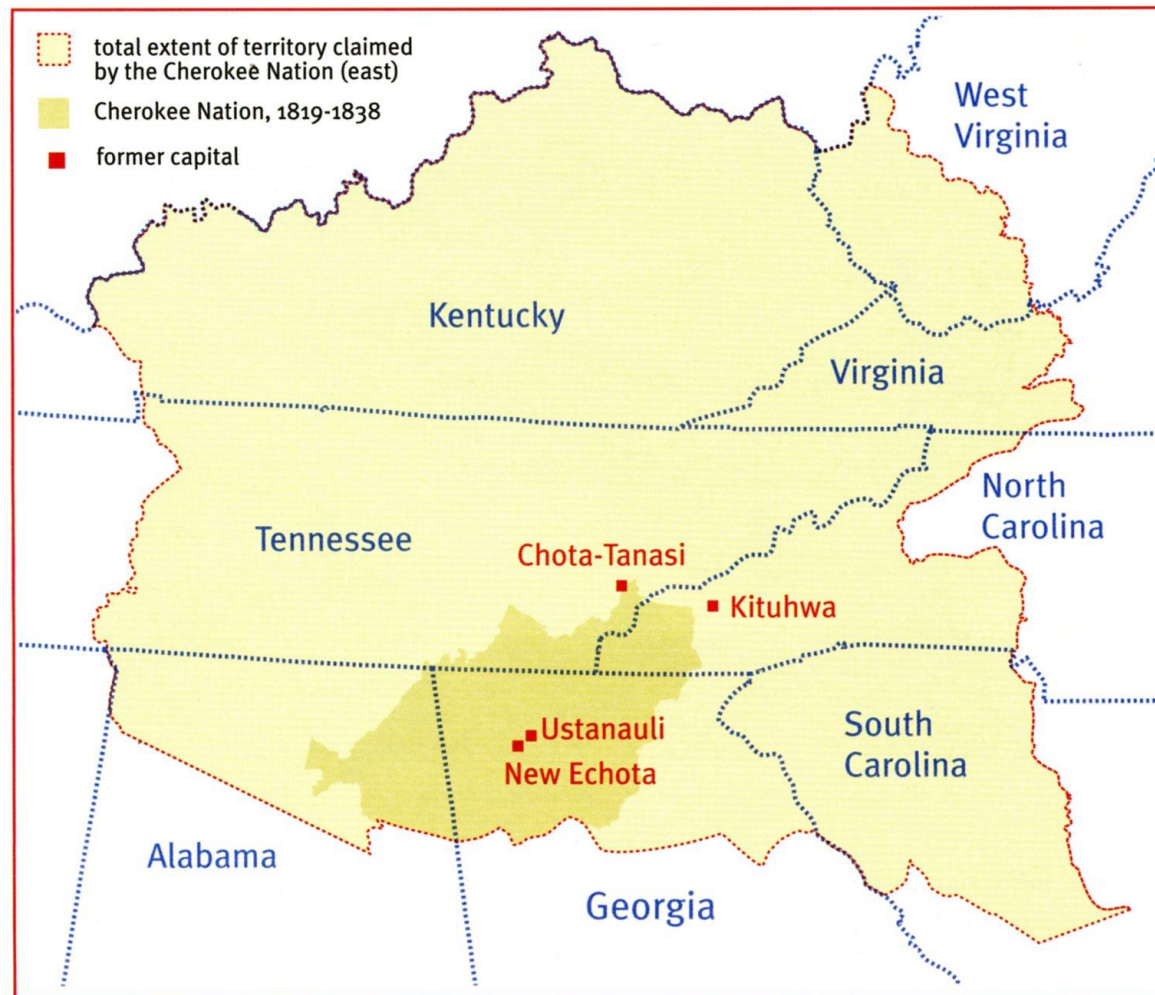 total extent of territory claimed
by the Cherokee Nation (east)
Cherokee Nation, 1819-1838
former capital
West
Virginia
Kentucky
Virginia
North
Carolina
Tennessee
Chota-Tanasi
Kituhwa
Ustanauli
New Echota
South
Carolina
Alabama
Georgia